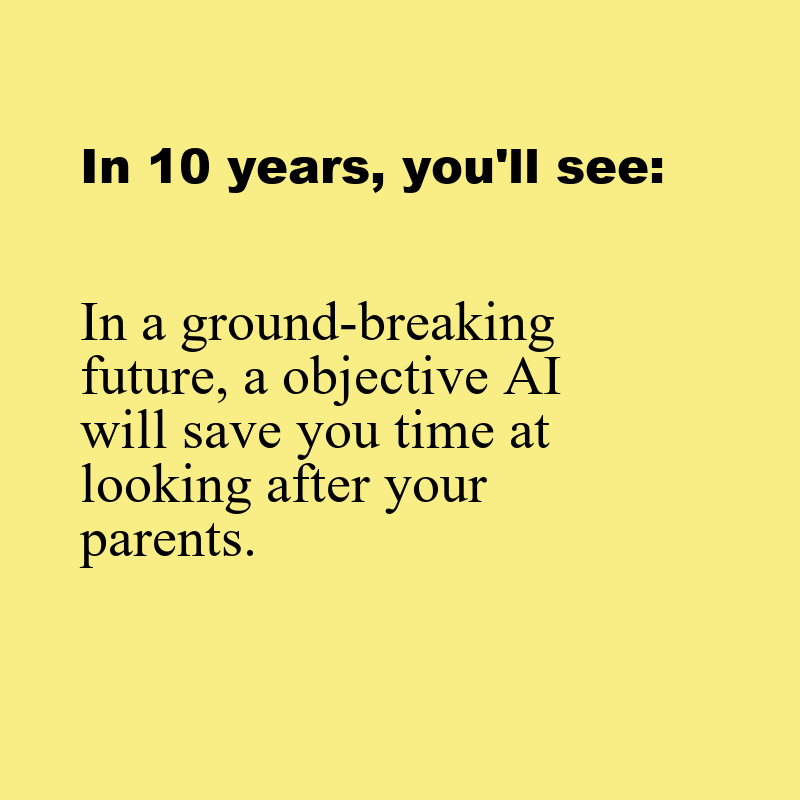 In 10 years, you'll see:
In a ground-breaking
future, a objective AI
will save you time at
looking after your
parents.